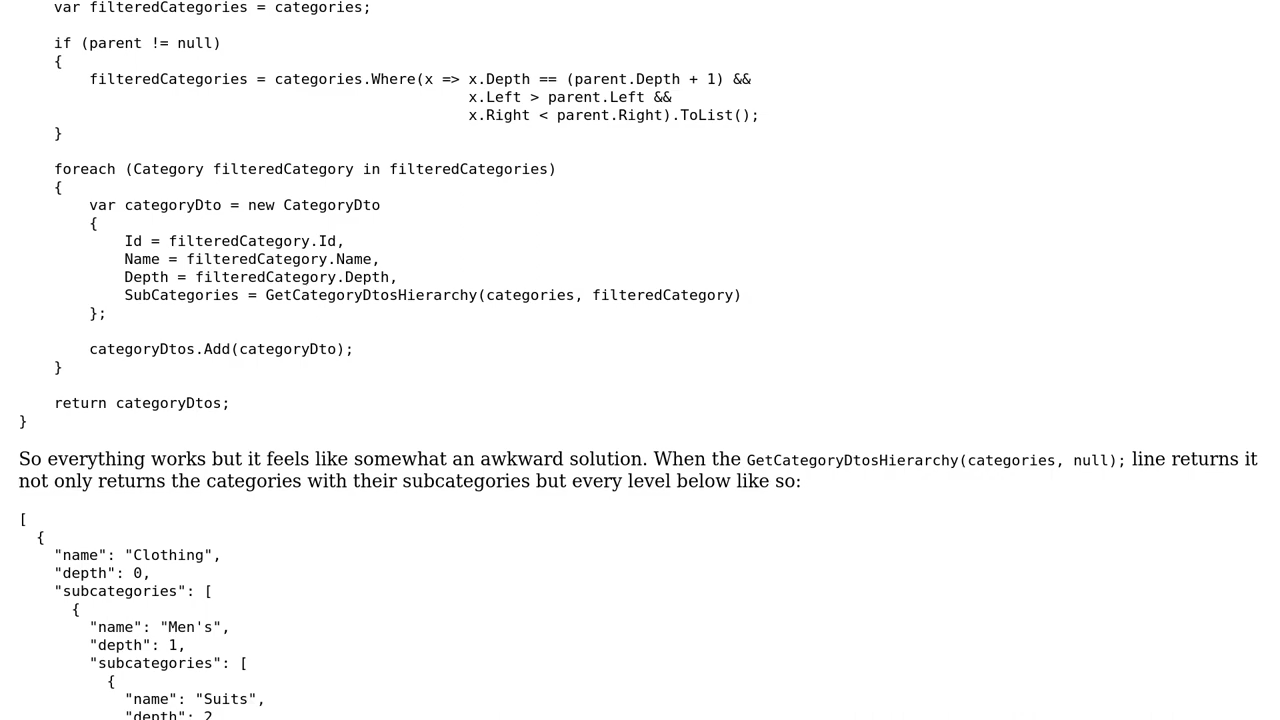 var filteredCategories = categories;
if (parent != null)
{
filteredCategories = categories.Where(x => x.Depth == (parent.Depth + 1) &&
x.Left > parent.Left &&
x.Right < parent.Right).ToList();
}
foreach (Category filteredCategory in filteredCategories)
{
var categoryDto = new CategoryDto
{
Id = filteredCategory.Id,
Name = filteredCategory.Name,
Depth = filteredCategory.Depth,
SubCategories = GetCategoryDtosHierarchy(categories, filteredCategory)
};
categoryDtos.Add(categoryDto);
}
return categoryDtos;
}
So everything works but it feels like somewhat an awkward solution. When the GetCategoryDtosHierarchy(categories, null); line returns it
not only returns the categories with their subcategories but every level below like so:
[
{
"name": "Clothing",
"depth": 0,
"subcategories": [
{
"name": "Men's",
"depth": 1,
"subcategories": [
{
"name": "Suits",
"depth": 2